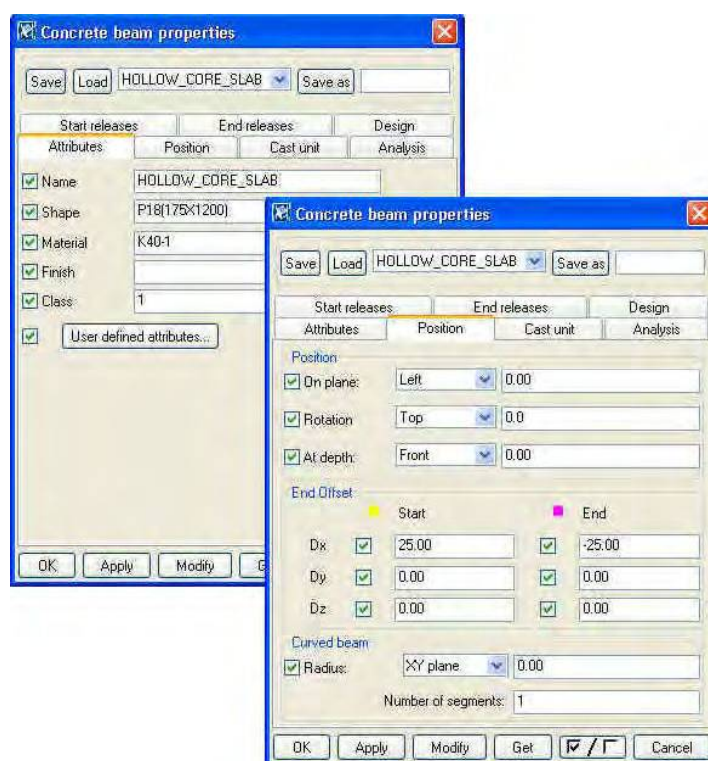 Concrete beam properties
Save Load HOLLOW_CORE_SLAB Save as
Start releases End releases Design
Attributes Position Cast unit Analysis
Name HOLLOW_CORE_SLAB
Shape P18(175X1200)
Material K40-1
Finish
Class 1
User defined attributes...
OK Apply Modify G
Concrete beam properties
Save Load HOLLOW_CORE_SLAB Save as
Start releases End releases Design
Attributes Position Cast unit Analysis
Position
On plane: Left 0.00
Rotation Top 0.0
At depth: Front 0.00
End Offset
Start End
Dx 25.00 -25.00
Dy 0.00 0.00
Dz 0.00 0.00
Curved beam
Radius: XY plane 0.00
Number of segments: 1
OK Apply Modify Get / Cancel